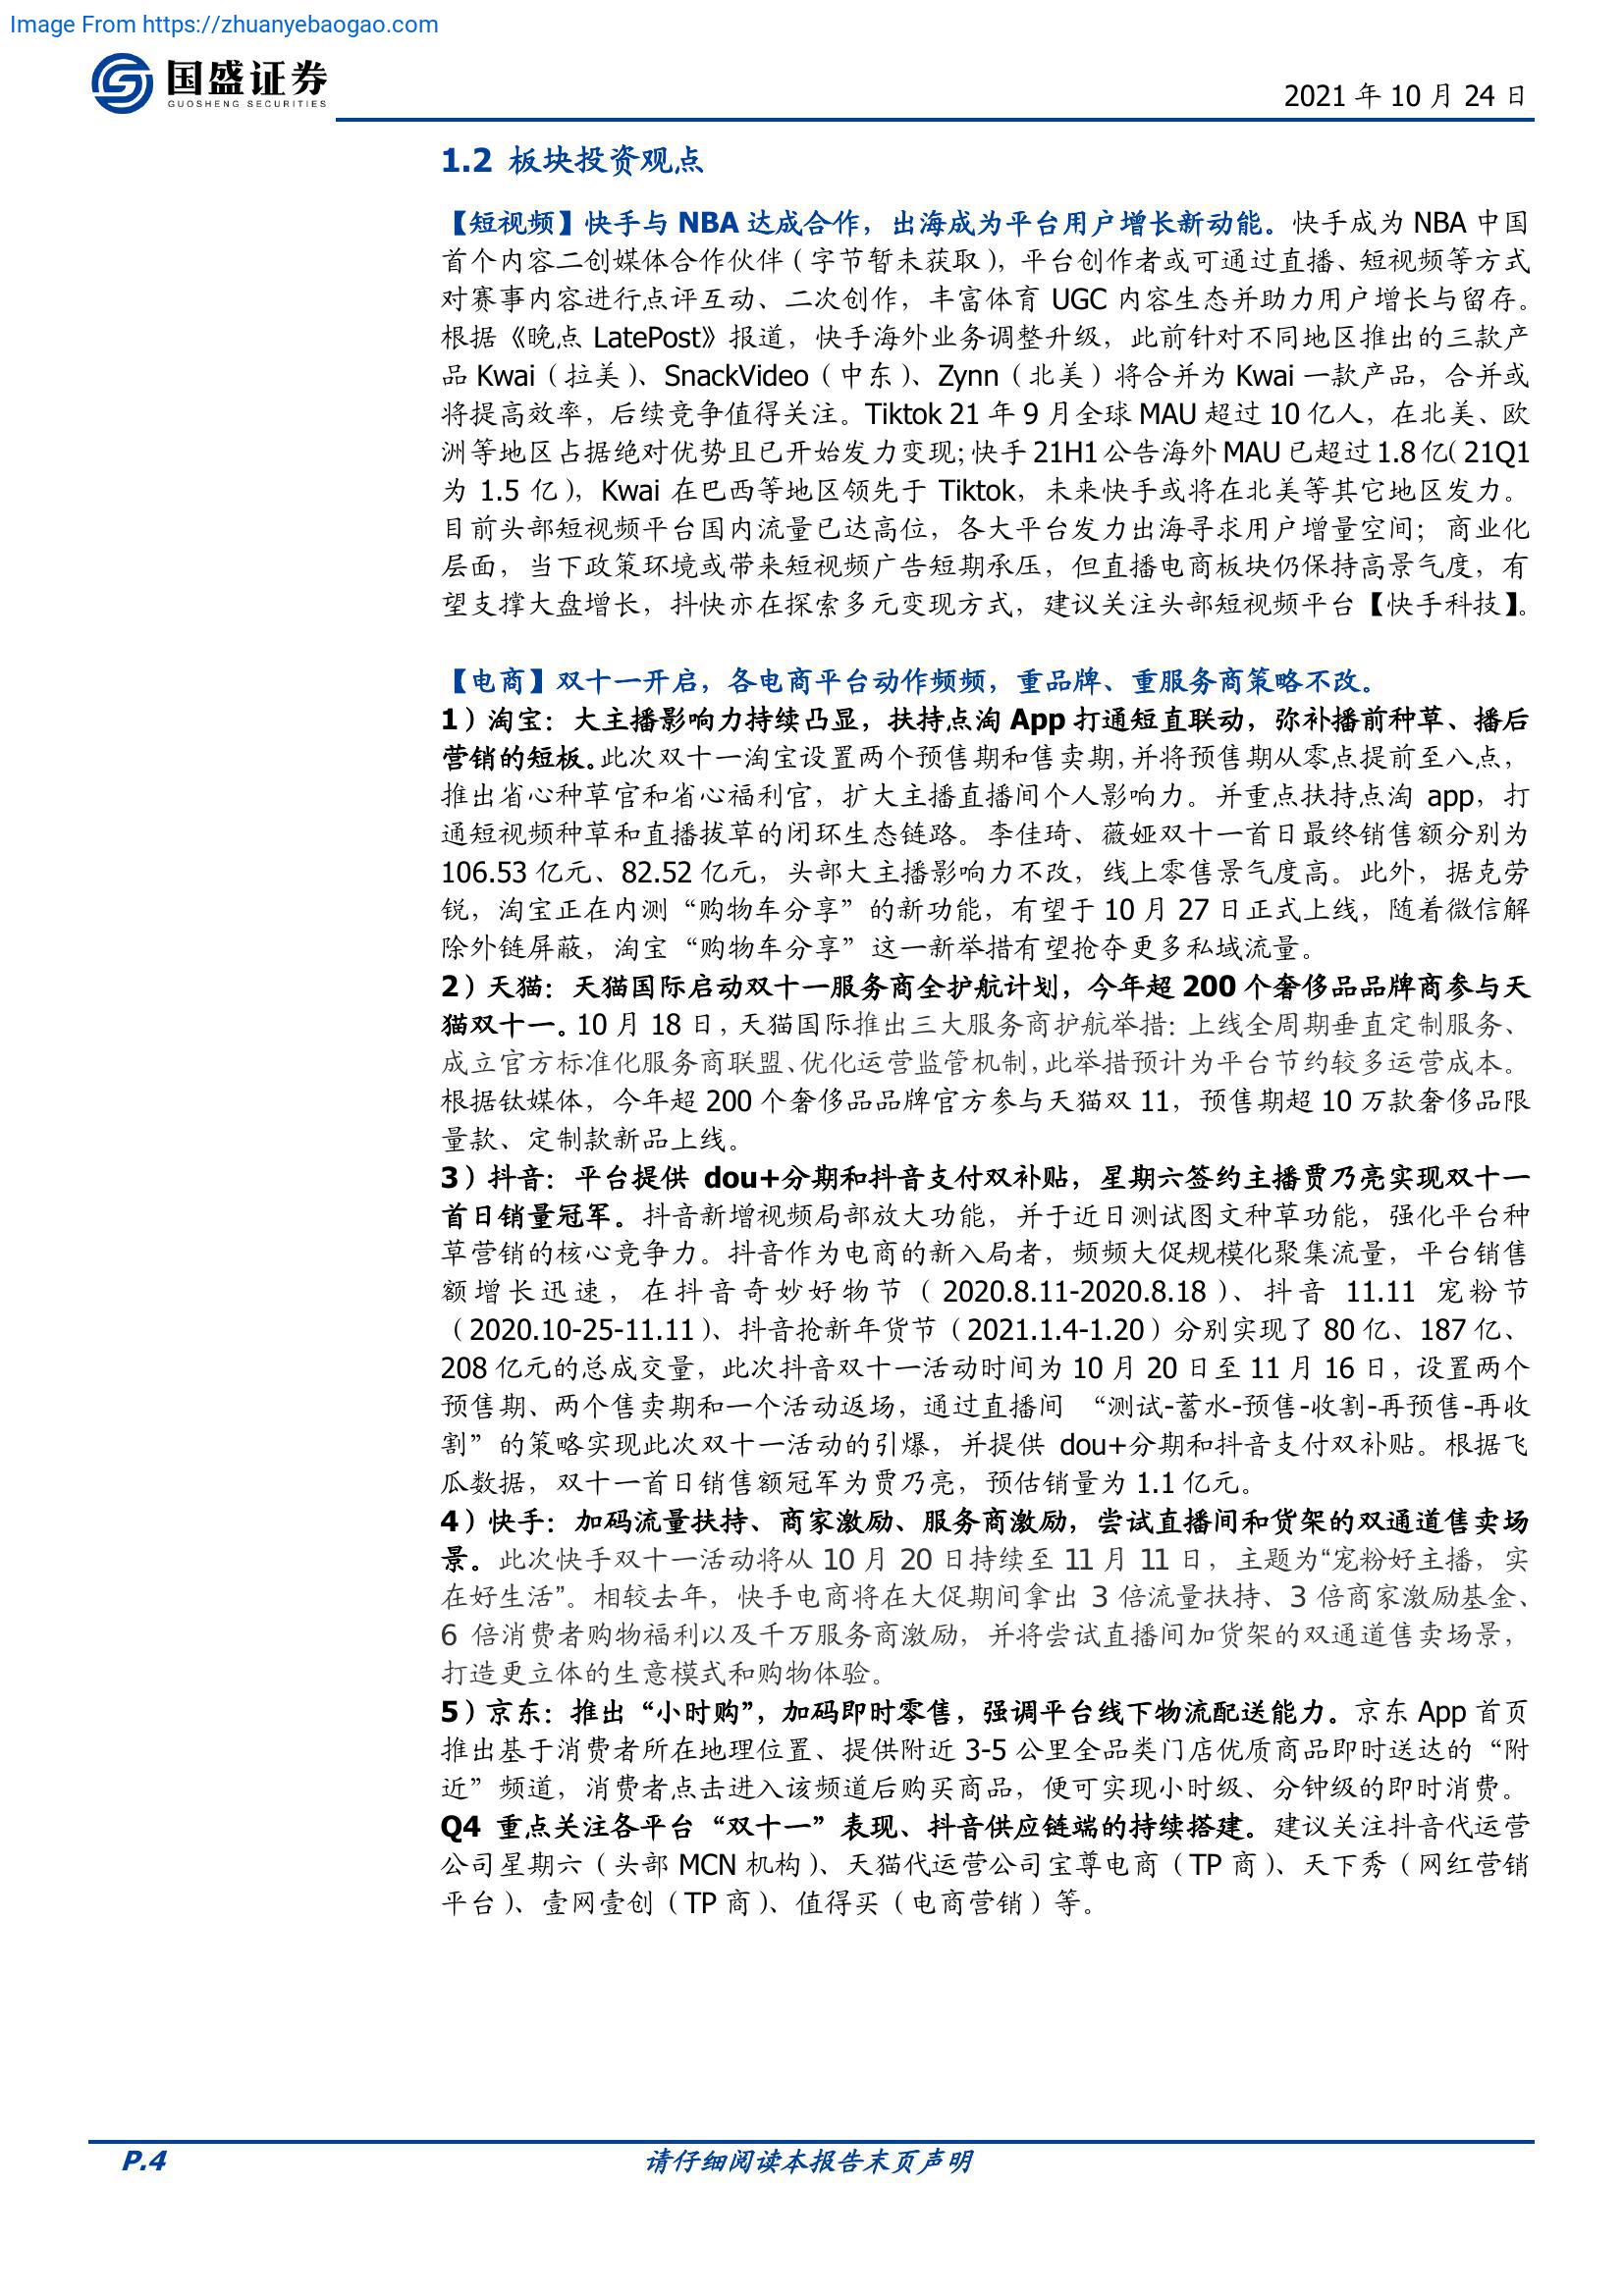 Image From https://zhuanyebaogao.com
国盛证券
GUOSHENG SECURITIES
2021 年 10 月 24 日
1.2 板块投资观点
【短视频】快手与 NBA 达成合作，出海成为平台用户增长新动能。快手成为 NBA 中国
首个内容二创媒体合作伙伴（字节暂未获取），平台创作者或可通过直播、短视频等方式
对赛事内容进行点评互动、二次创作，丰富体育 UGC 内容生态并助力用户增长与留存。
根据《晚点 LatePost》报道，快手海外业务调整升级，此前针对不同地区推出的三款产
品 Kwai（拉美）、SnackVideo（中东）、Zynn（北美）将合并为 Kwai 一款产品，合并或
将提高效率，后续竞争值得关注。Tiktok 21 年 9 月全球 MAU 超过 10 亿人，在北美、欧
洲等地区占据绝对优势且已开始发力变现；快手 21H1 公告海外 MAU 已超过 1.8 亿（21Q1
为 1.5 亿），Kwai 在巴西等地区领先于 Tiktok，未来快手或将在北美等其它地区发力。
目前头部短视频平台国内流量已达高位，各大平台发力出海寻求用户增量空间；商业化
层面，当下政策环境或带来短视频广告短期承压，但直播电商板块仍保持高景气度，有
望支撑大盘增长，抖快亦在探索多元变现方式，建议关注头部短视频平台【快手科技】。
【电商】双十一开启，各电商平台动作频频，重品牌、重服务商策略不改。
1）淘宝：大主播影响力持续凸显，扶持点淘 App 打通短直联动，弥补播前种草、播后
营销的短板。此次双十一淘宝设置两个预售期和售卖期，并将预售期从零点提前至八点，
推出省心种草官和省心福利官，扩大主播直播间个人影响力。并重点扶持点淘 app，打
通短视频种草和直播拔草的闭环生态链路。李佳琦、薇娅双十一首日最终销售额分别为
106.53 亿元、82.52 亿元，头部大主播影响力不改，线上零售景气度高。此外，据克劳
锐，淘宝正在内测“购物车分享”的新功能，有望于 10 月 27 日正式上线，随着微信解
除外链屏蔽，淘宝“购物车分享”这一新举措有望抢夺更多私域流量。
2）天猫：天猫国际启动双十一服务商全护航计划，今年超 200 个奢侈品品牌商参与天
猫双十一。10 月 18 日，天猫国际推出三大服务商护航举措：上线全周期垂直定制服务、
成立官方标准化服务商联盟、优化运营监管机制，此举措预计为平台节约较多运营成本。
根据钛媒体，今年超 200 个奢侈品品牌官方参与天猫双 11，预售期超 10 万款奢侈品限
量款、定制款新品上线。
3）抖音：平台提供 dou+分期和抖音支付双补贴，星期六签约主播贾乃亮实现双十一
首日销量冠军。抖音新增视频局部放大功能，并于近日测试图文种草功能，强化平台种
草营销的核心竞争力。抖音作为电商的新入局者，频频大促规模化聚集流量，平台销售
额增长迅速，在抖音奇妙好物节（2020.8.11-2020.8.18）、抖音 11.11 宠粉节
（2020.10-25-11.11）、抖音抢新年货节（2021.1.4-1.20）分别实现了 80 亿、187 亿、
208 亿元的总成交量，此次抖音双十一活动时间为 10 月 20 日至 11 月 16 日，设置两个
预售期、两个售卖期和一个活动返场，通过直播间 “测试-蓄水-预售-收割-再预售-再收
割”的策略实现此次双十一活动的引爆，并提供 dou+分期和抖音支付双补贴。根据飞
瓜数据，双十一首日销售额冠军为贾乃亮，预估销量为 1.1 亿元。
4）快手：加码流量扶持、商家激励、服务商激励，尝试直播间和货架的双通道售卖场
景。此次快手双十一活动将从 10 月 20 日持续至 11 月 11 日，主题为“宠粉好主播，实
在好生活”。相较去年，快手电商将在大促期间拿出 3 倍流量扶持、3 倍商家激励基金、
6 倍消费者购物福利以及千万服务商激励，并将尝试直播间加货架的双通道售卖场景，
打造更立体的生意模式和购物体验。
5）京东：推出“小时购”，加码即时零售，强调平台线下物流配送能力。京东 App 首页
推出基于消费者所在地理位置、提供附近 3-5 公里全品类门店优质商品即时送达的“附
近”频道，消费者点击进入该频道后购买商品，便可实现小时级、分钟级的即时消费。
Q4 重点关注各平台“双十一”表现、抖音供应链端的持续搭建。建议关注抖音代运营
公司星期六（头部 MCN 机构）、天猫代运营公司宝尊电商（TP 商）、天下秀（网红营销
平台）、壹网壹创（TP 商）、值得买（电商营销）等。
P.4
请仔细阅读本报告末页声明